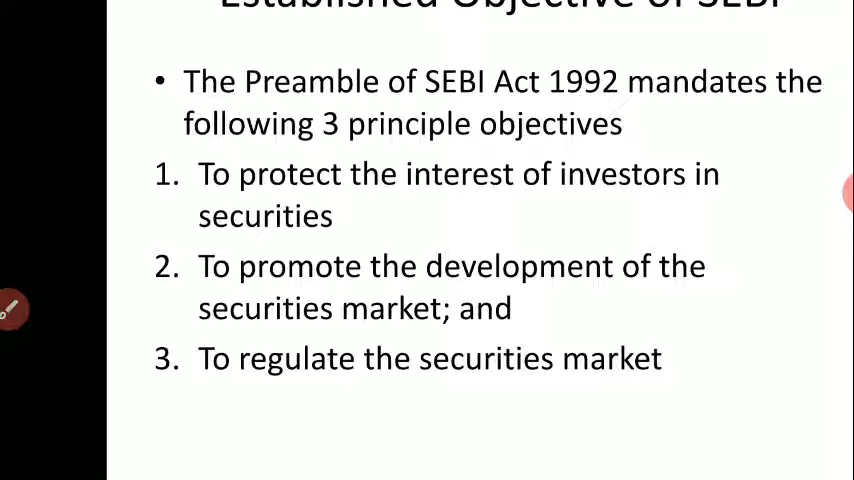 Established Objective of SEBI
• The Preamble of SEBI Act 1992 mandates the
following 3 principle objectives
1. To protect the interest of investors in
securities
2. To promote the development of the
securities market; and
3. To regulate the securities market